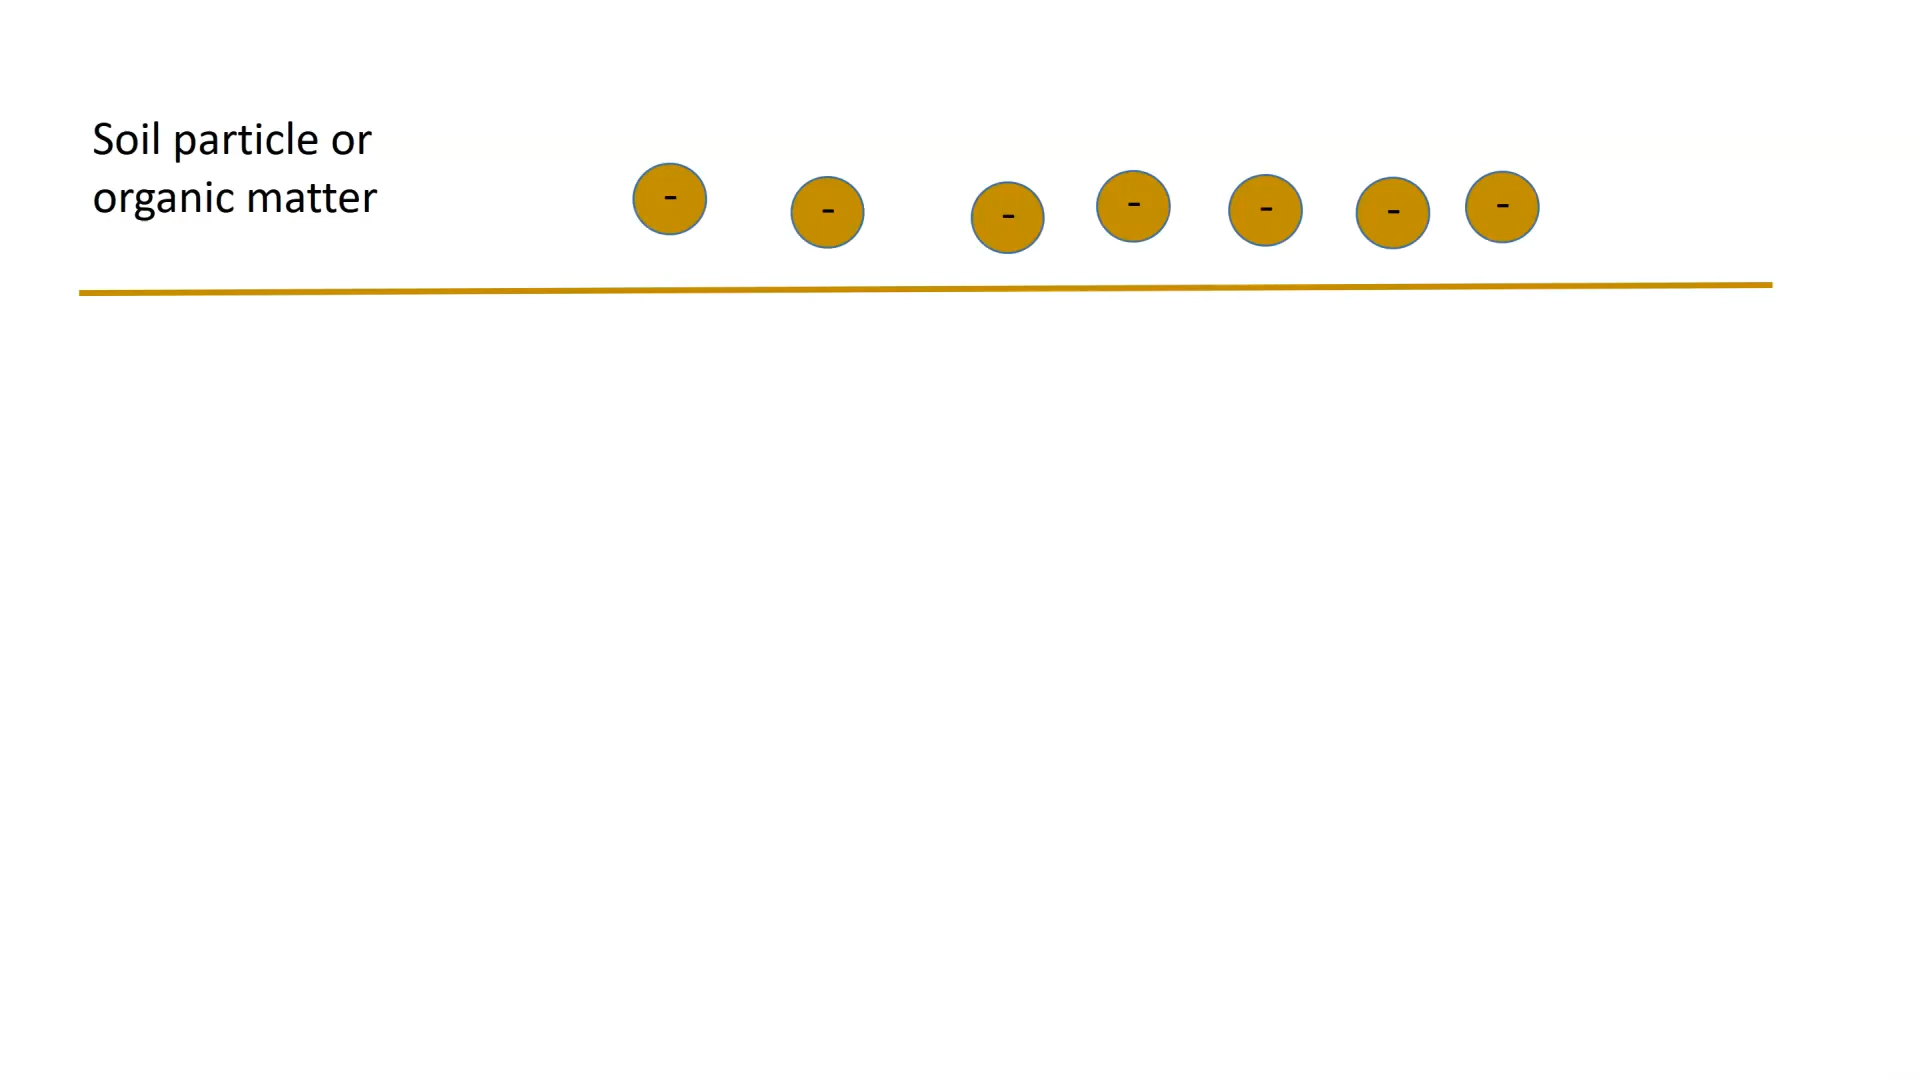 Soil particle or
organic matter
- - - - - - -